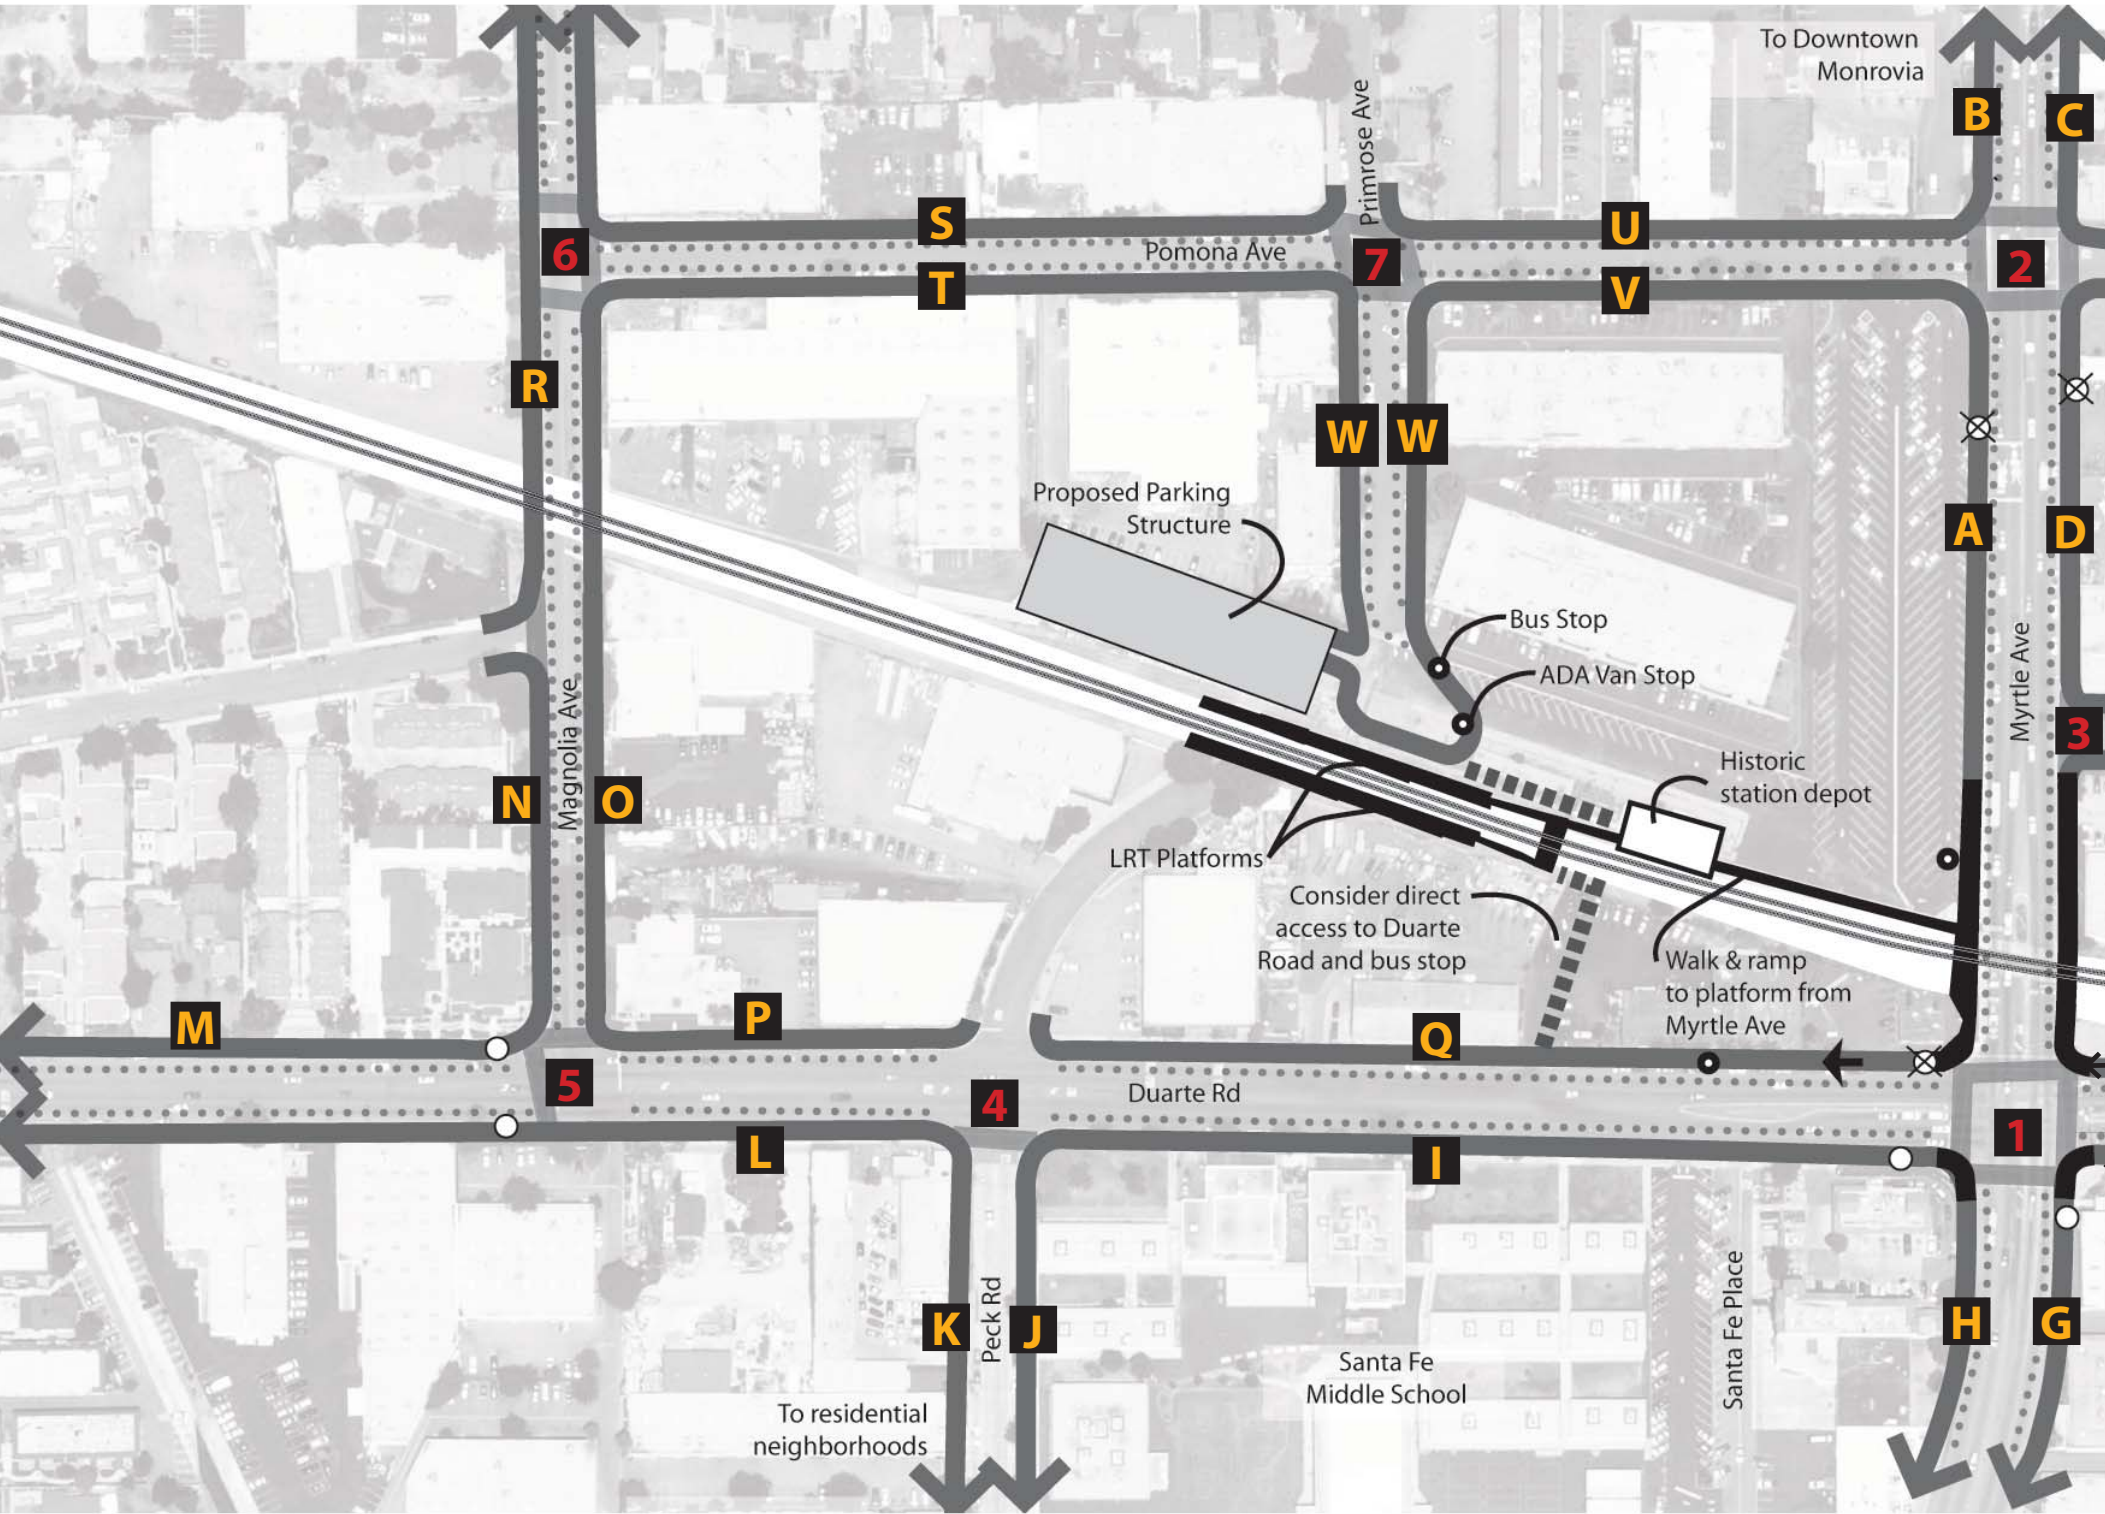 To Downtown
Monrovia
B
C
Primrose Ave
S
U
6
Pomona Ave
7
2
T
V
R
W
W
Proposed Parking
Structure
A
D
Bus Stop
ADA Van Stop
Myrtle Ave
3
Magnolia Ave
N
O
Historic
station depot
LRT Platforms
Consider direct
access to Duarte
Road and bus stop
Walk & ramp
to platform from
Myrtle Ave
M
P
Q
5
4
Duarte Rd
1
L
I
K
Peck Rd
J
Santa Fe Place
H
G
Santa Fe
Middle School
To residential
neighborhoods